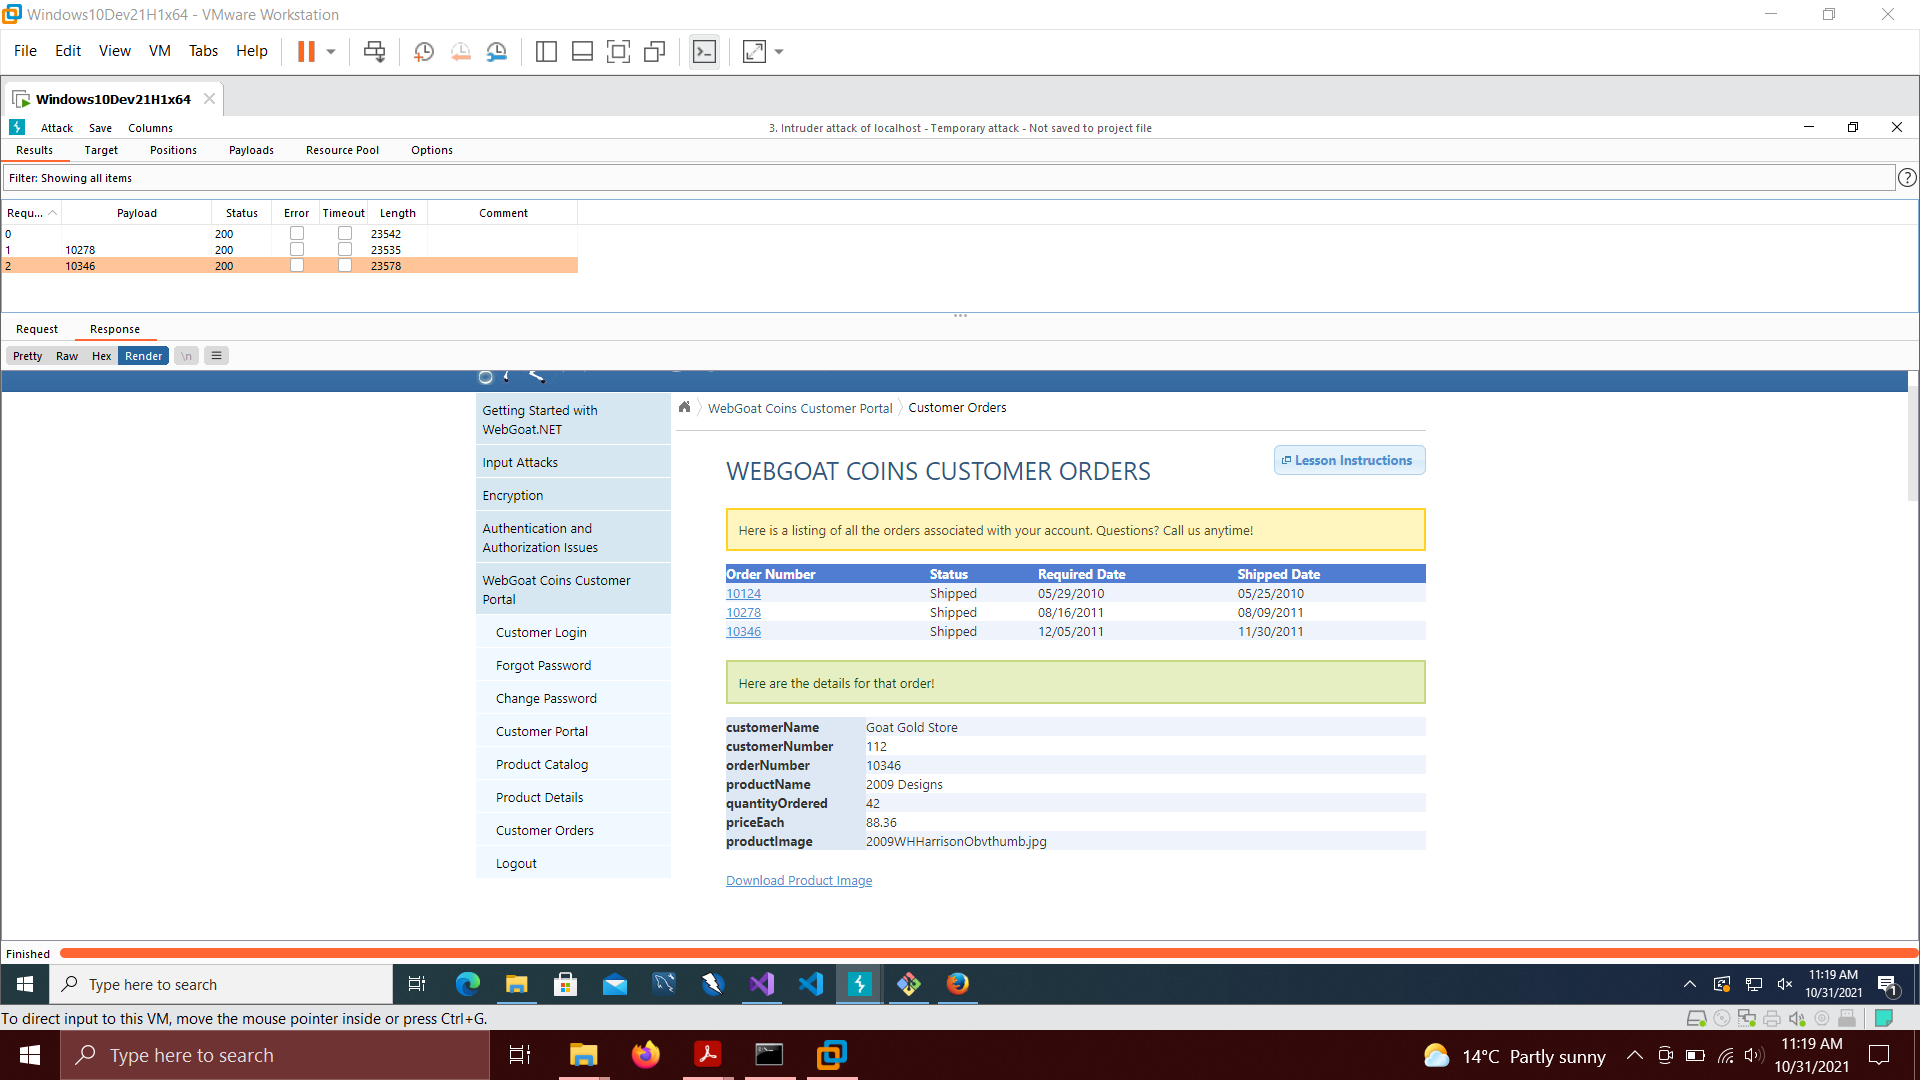 Windows10Dev21H1x64 - VMware Workstation
File Edit View VM Tabs Help
Windows10Dev21H1x64
Attack Save Columns
3. Intruder attack of localhost - Temporary attack - Not saved to project file
Results Target Positions Payloads Resource Pool Options
Filter: Showing all items
?
Requ... Payload Status Error Timeout Length Comment
0 200 23542
1 10278 200 23535
2 10346 200 23578
Request Response
Pretty Raw Hex Render \n
Getting Started with
WebGoat.NET
Input Attacks
Encryption
Authentication and
Authorization Issues
WebGoat Coins Customer
Portal
Customer Login
Forgot Password
Change Password
Customer Portal
Product Catalog
Product Details
Customer Orders
Logout
WebGoat Coins Customer Portal Customer Orders
WEBGOAT COINS CUSTOMER ORDERS
Lesson Instructions
Here is a listing of all the orders associated with your account. Questions? Call us anytime!
Order Number Status Required Date Shipped Date
10124 Shipped 05/29/2010 05/25/2010
10278 Shipped 08/16/2011 08/09/2011
10346 Shipped 12/05/2011 11/30/2011
Here are the details for that order!
customerName Goat Gold Store
customerNumber 112
orderNumber 10346
productName 2009 Designs
quantityOrdered 42
priceEach 88.36
productImage 2009WHHarrisonObvthumb.jpg
Download Product Image
Finished
Type here to search
11:19 AM
10/31/2021
1
To direct input to this VM, move the mouse pointer inside or press Ctrl+G.
Type here to search
14°C Partly sunny
11:19 AM
10/31/2021